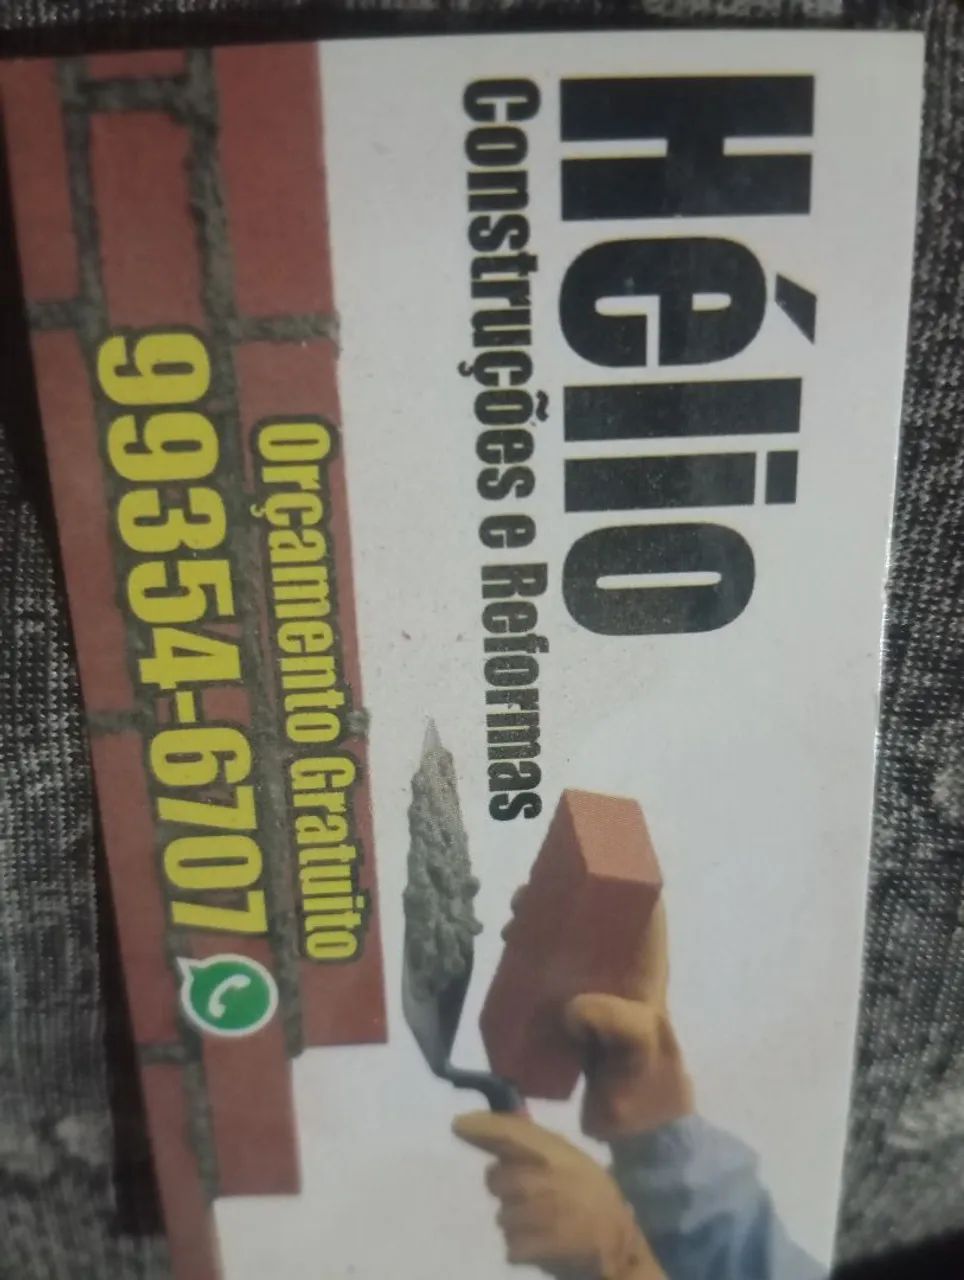 Hélio
Construções e Reformas
Orçamento Gratuito
99354-6707